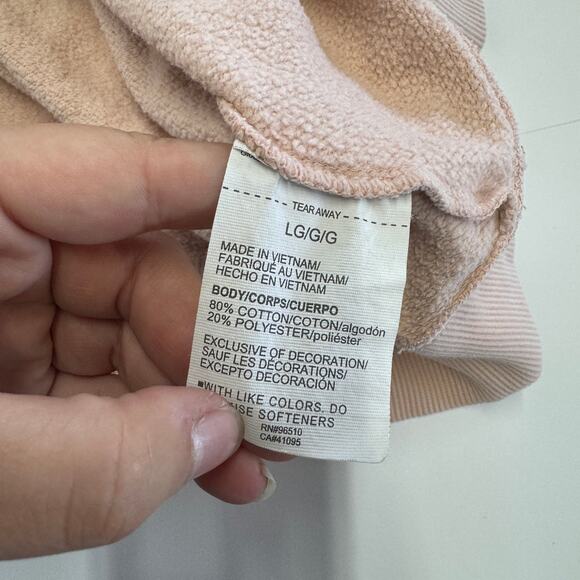 TEAR AWAY
LG/G/G
MADE IN VIETNAM/
FABRIQUÉ AU VIETNAM/
HECHO EN VIETNAM
BODY/CORPS/CUERPO
80% COTTON/COTON/algodón
20% POLYESTER/poliéster
EXCLUSIVE OF DECORATION/
SAUF LES DÉCORATIONS/
EXCEPTO DECORACIÓN
■WITH LIKE COLORS. DO
SOFTENERS
RN#96510
CA#41095